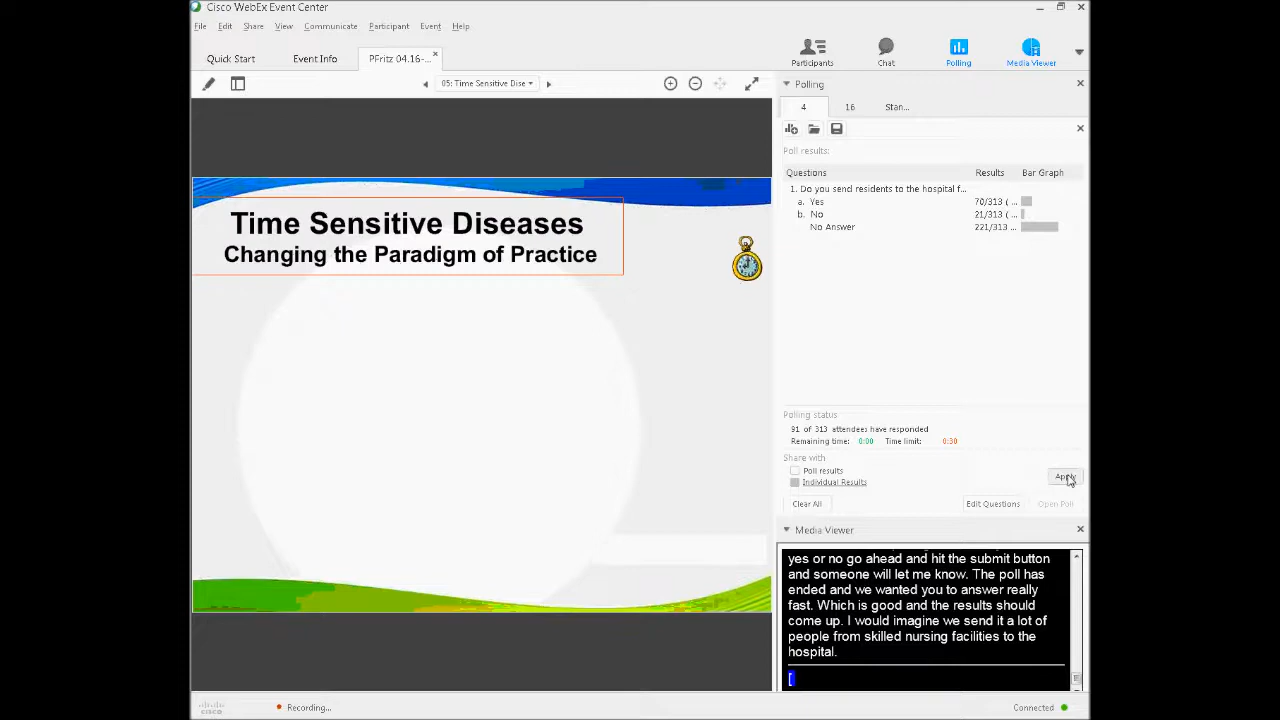 Cisco WebEx Event Center
File Edit Share View Communicate Participant Event Help
Quick Start Event Info PFritz 04.16-...
Participants Chat Polling Media Viewer
05: Time Sensitive Dise
Polling
4 16 Stan...
Poll results:
Questions Results Bar Graph
1. Do you send residents to the hospital f...
a. Yes 70/313 ( ...
b. No 21/313 ( ...
No Answer 221/313 ...
Time Sensitive Diseases
Changing the Paradigm of Practice
Polling status
91 of 313 attendees have responded
Remaining time: 0:00 Time limit: 0:30
Share with
Poll results
Individual Results
Apply
Clear All Edit Questions Open Poll
Media Viewer
yes or no go ahead and hit the submit button
and someone will let me know. The poll has
ended and we wanted you to answer really
fast. Which is good and the results should
come up. I would imagine we send it a lot of
people from skilled nursing facilities to the
hospital.
[
cisco Recording... Connected